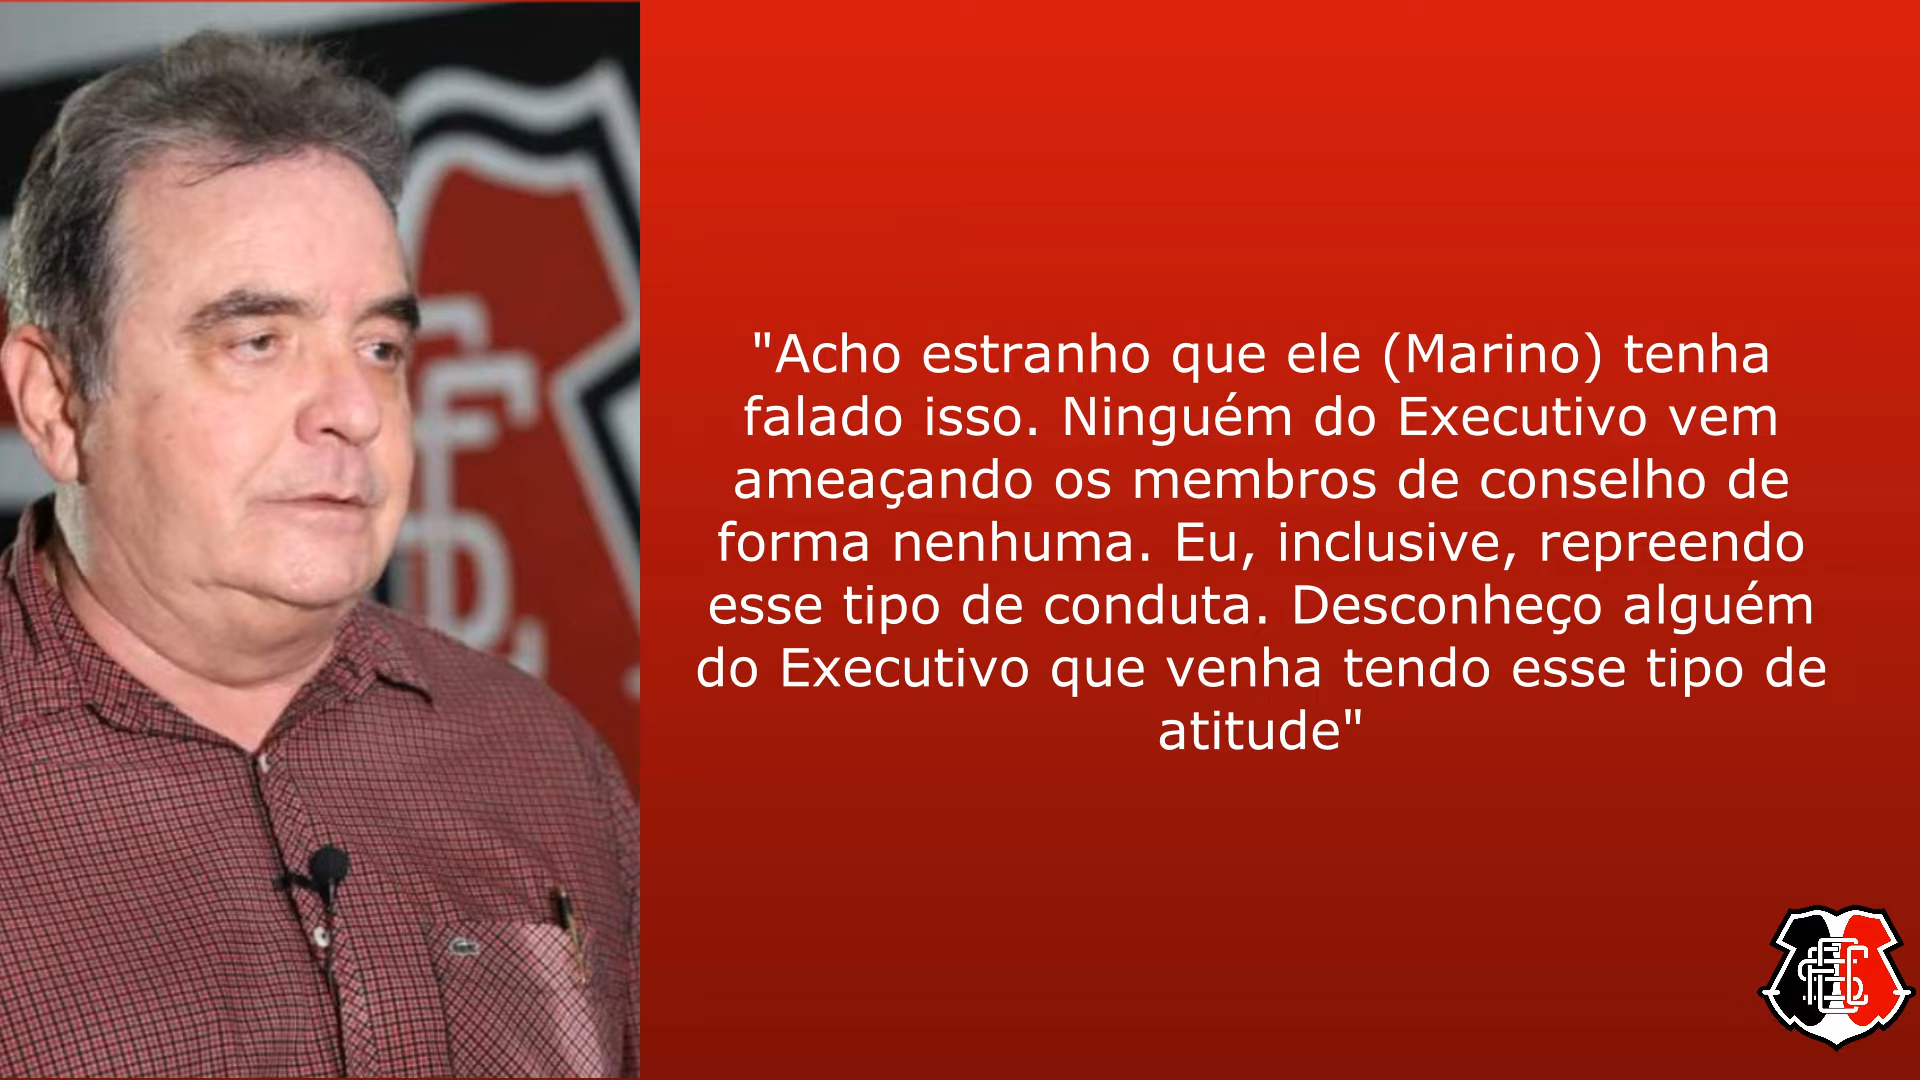 "Acho estranho que ele (Marino) tenha
falado isso. Ninguém do Executivo vem
ameaçando os membros de conselho de
forma nenhuma. Eu, inclusive, repreendo
esse tipo de conduta. Desconheço alguém
do Executivo que venha tendo esse tipo de
atitude"